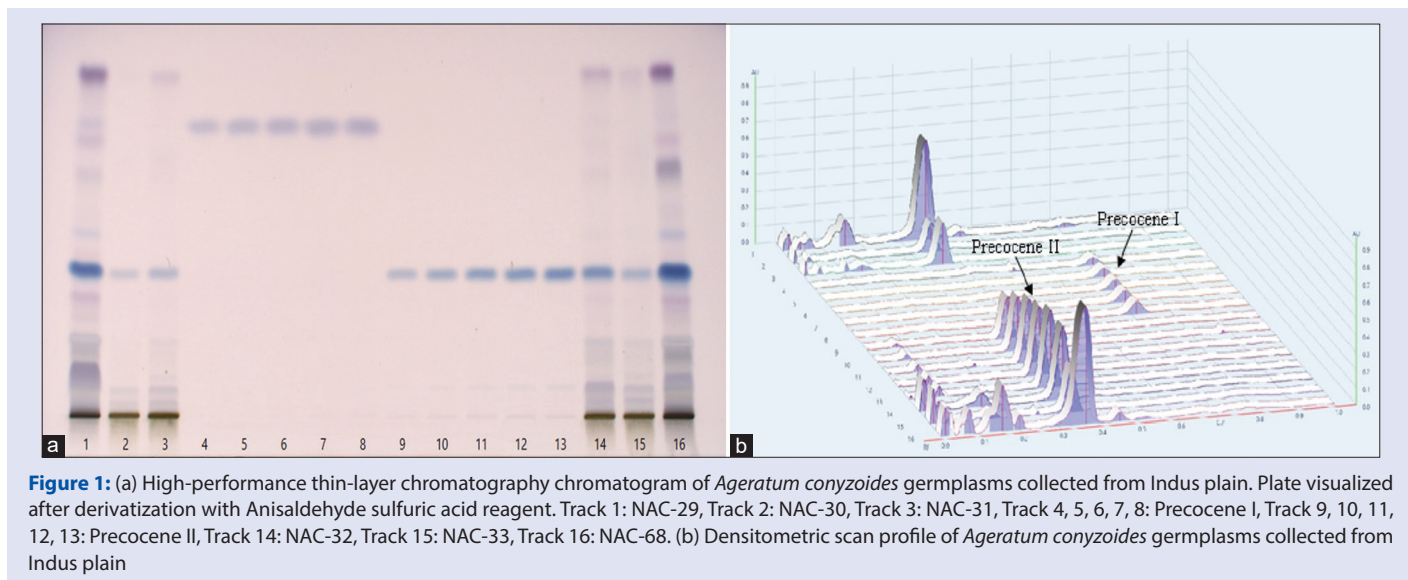 a
1 2 3 4 5 6 7 8 9 10 11 12 13 14 15 16
b
AU
Precocene I
Precocene II
AU
Figure 1: (a) High-performance thin-layer chromatography chromatogram of Ageratum conyzoides germplasms collected from Indus plain. Plate visualized
after derivatization with Anisaldehyde sulfuric acid reagent. Track 1: NAC-29, Track 2: NAC-30, Track 3: NAC-31, Track 4, 5, 6, 7, 8: Precocene I, Track 9, 10, 11,
12, 13: Precocene II, Track 14: NAC-32, Track 15: NAC-33, Track 16: NAC-68. (b) Densitometric scan profile of Ageratum conyzoides germplasms collected from
Indus plain